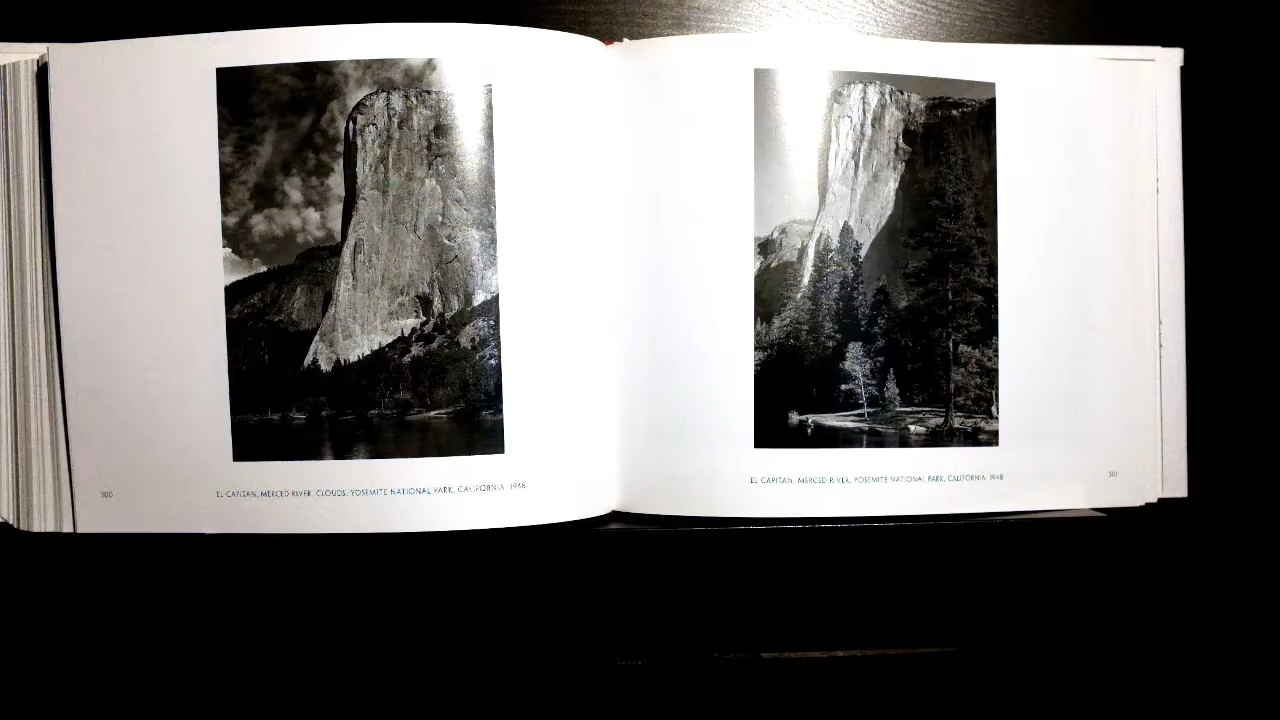 EL CAPITAN, MERCED RIVER, CLOUDS, YOSEMITE NATIONAL PARK, CALIFORNIA 1948
300
EL CAPITAN, MERCED RIVER, YOSEMITE NATIONAL PARK, CALIFORNIA 1948
301